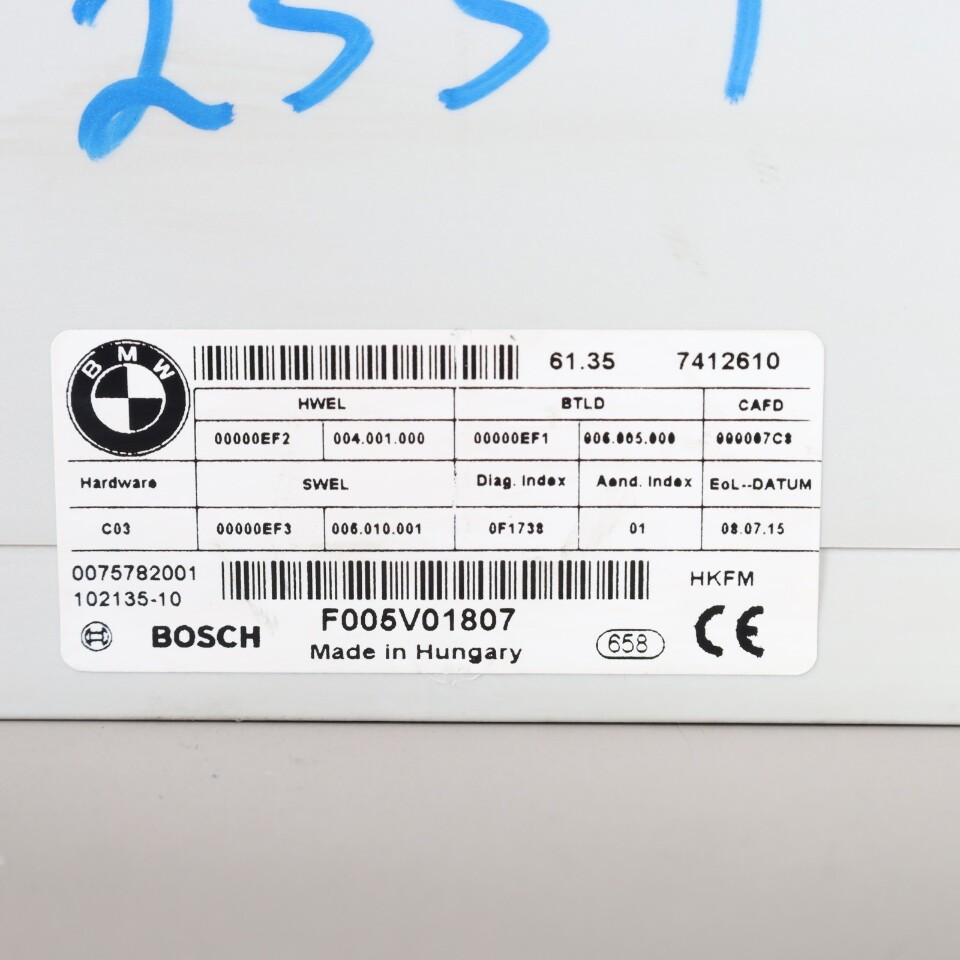 BMW
61.35 7412610
HWEL BTLD CAFD
00000EF2 004.001.000 00000EF1
Hardware SWEL Diag. Index Aend. Index EoL--DATUM
C03 00000EF3 006.010.001 0F1738 01 08.07.15
0075782001 HKFM
102135-10
F005V01807
BOSCH Made in Hungary 658 CE